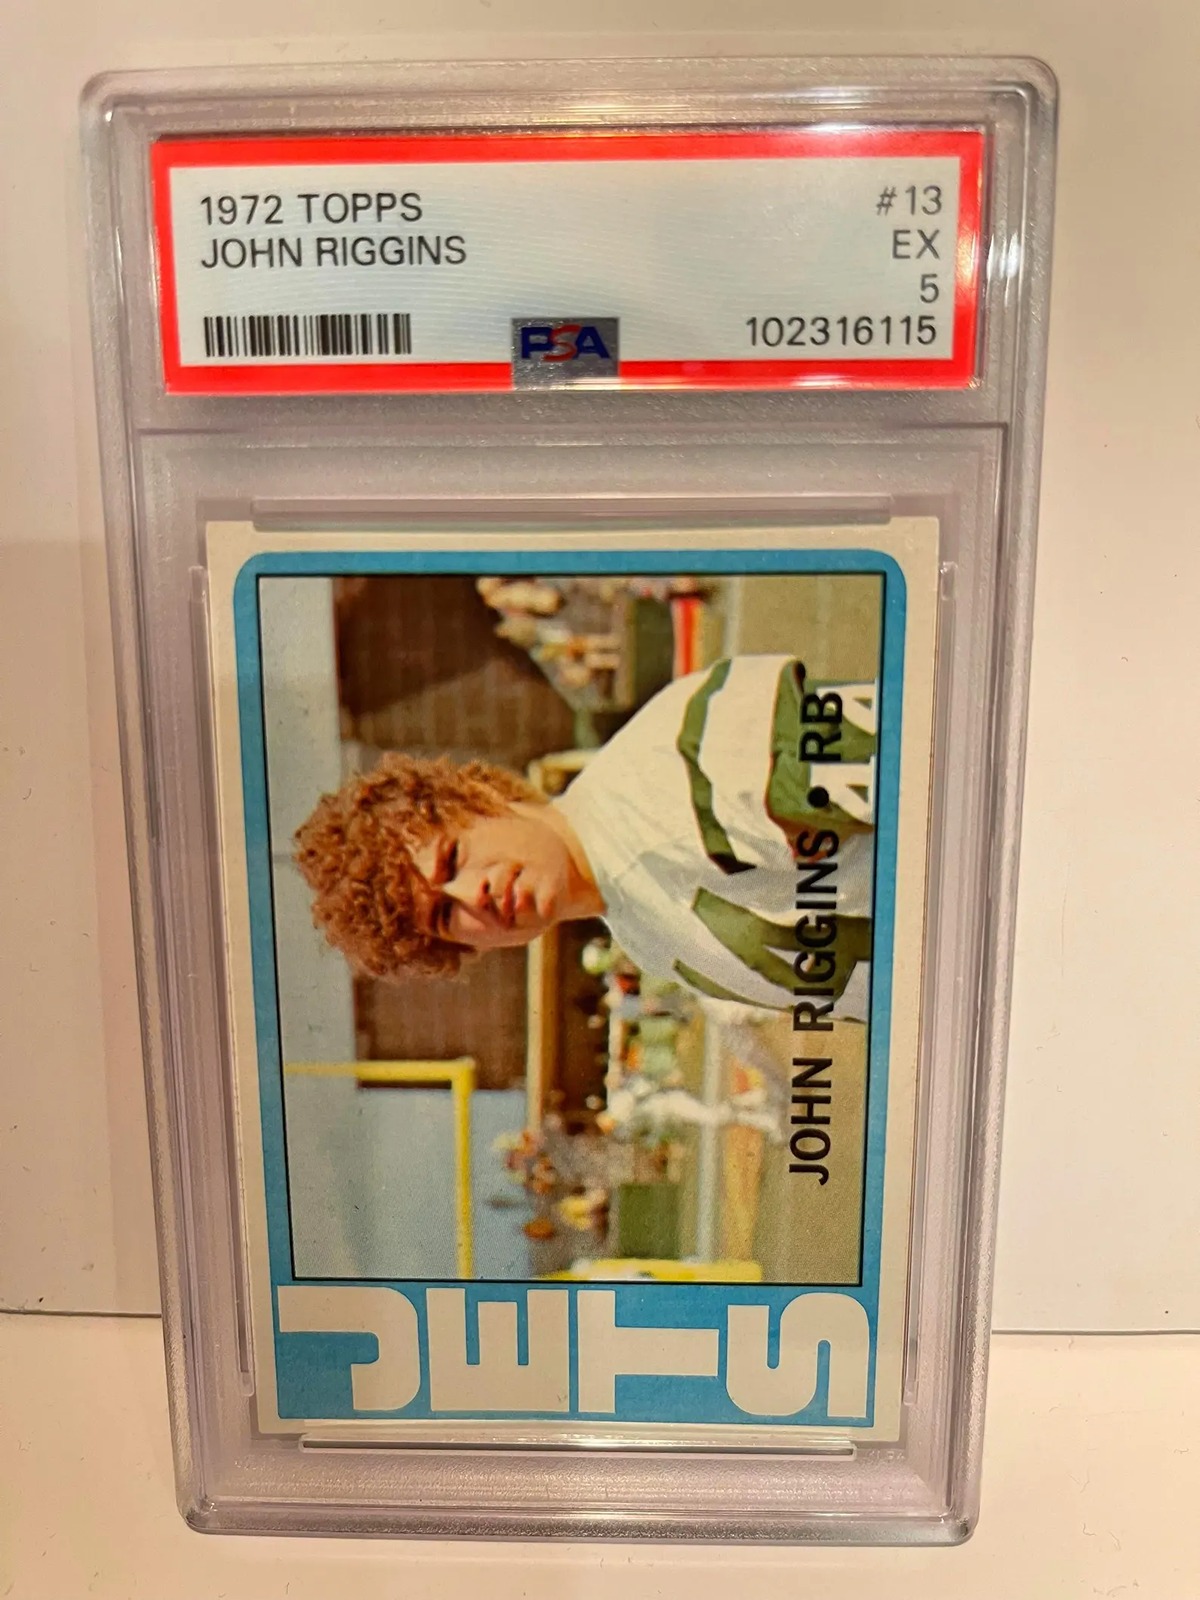 1972 TOPPS
JOHN RIGGINS
#13
EX
5
102316115
PSA
JOHN RIGGINS • RB
JETS